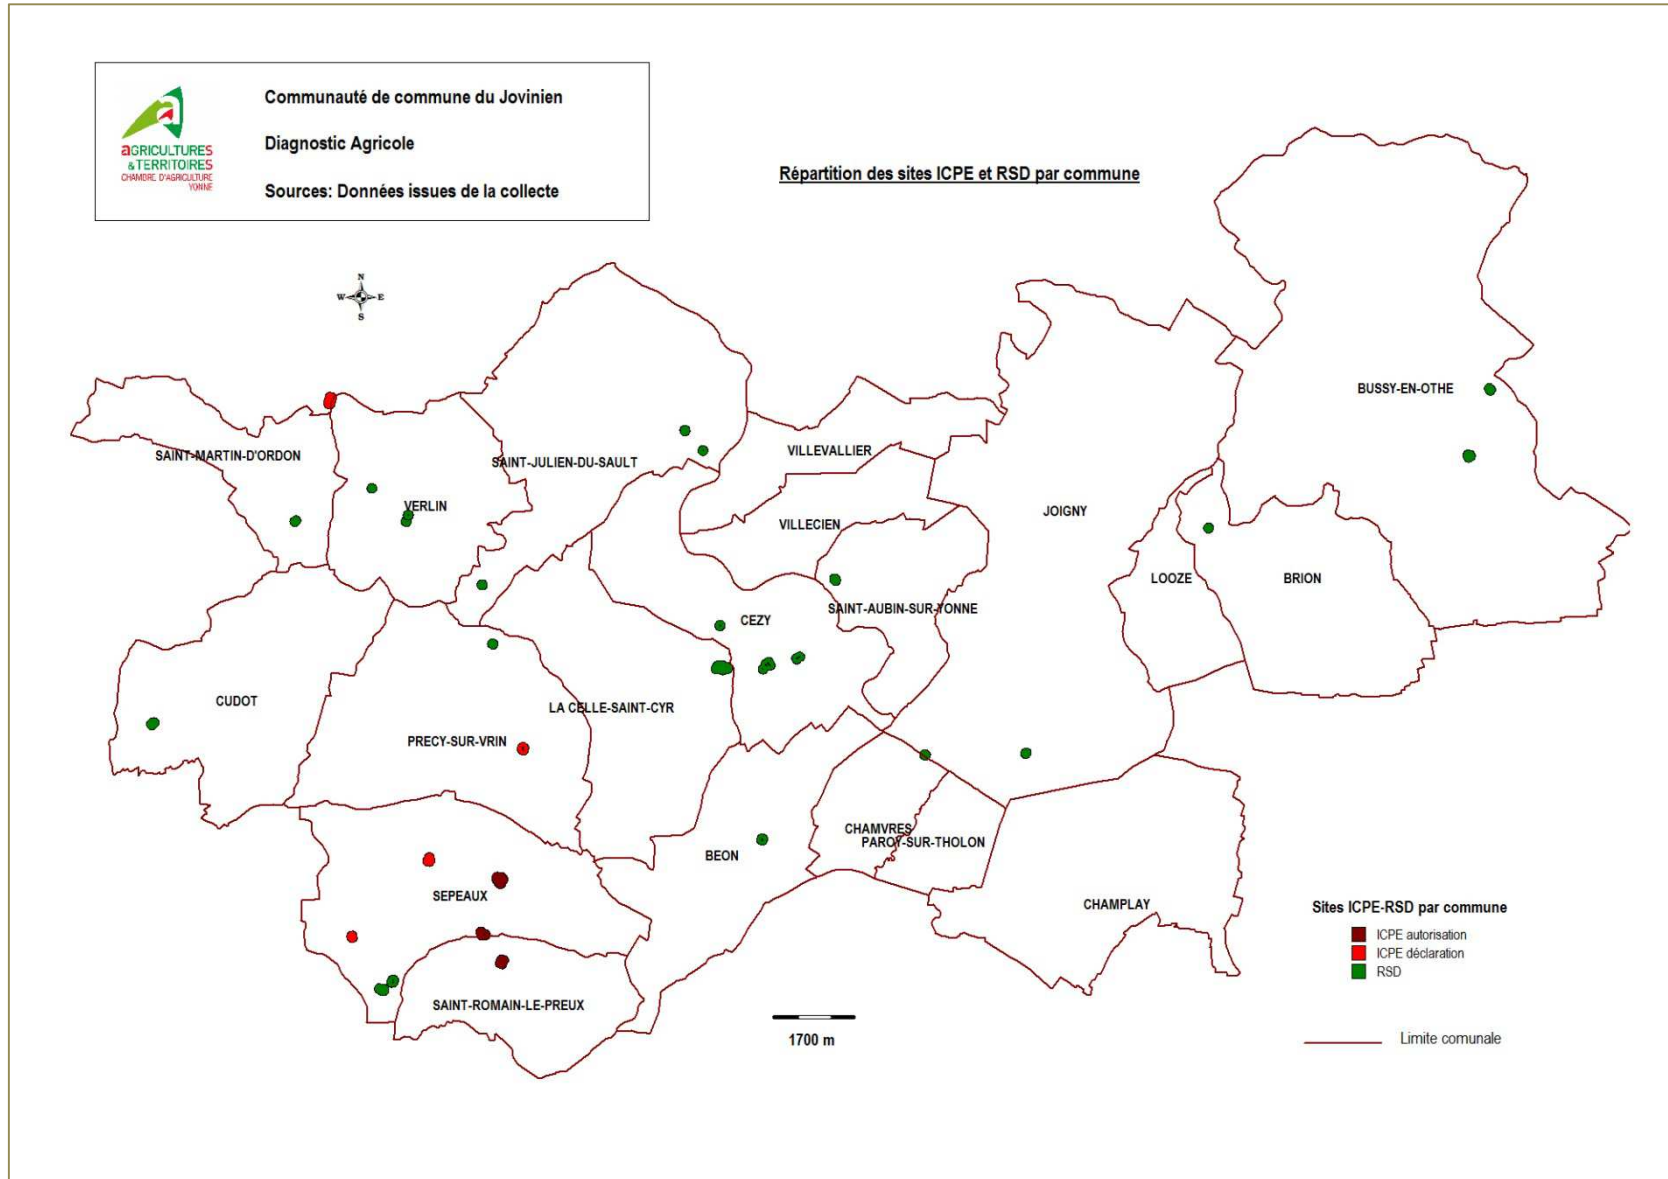 Communauté de commune du Jovinien
Diagnostic Agricole
Sources: Données issues de la collecte
aGRICULTURES
& TERRITOIRES
CHAMBRE D'AGRICULTURE
YONNE
Répartition des sites ICPE et RSD par commune
N
W
E
S
BUSSY-EN-OTHE
SAINT-MARTIN-D'ORDON
SAINT-JULIEN-DU-SAULT
VILLEVALLIER
VERLIN
JOIGNY
VILLECIEN
LOOZE
BRION
SAINT-AUBIN-SUR-YONNE
CEZY
CUDOT
LA CELLE-SAINT-CYR
PRECY-SUR-VRIN
CHAMVRES
PAROY-SUR-THOLON
BEON
SEPEAUX
CHAMPLAY
SAINT-ROMAIN-LE-PREUX
Sites ICPE-RSD par commune
ICPE autorisation
ICPE déclaration
RSD
1700 m
Limite comunale